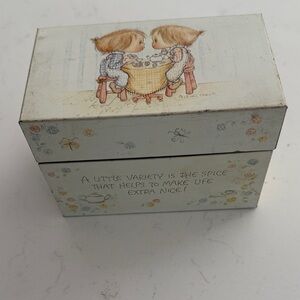 A LITTLE VARIETY IS THE SPICE
THAT HELPS TO MAKE LIFE
EXTRA NICE!